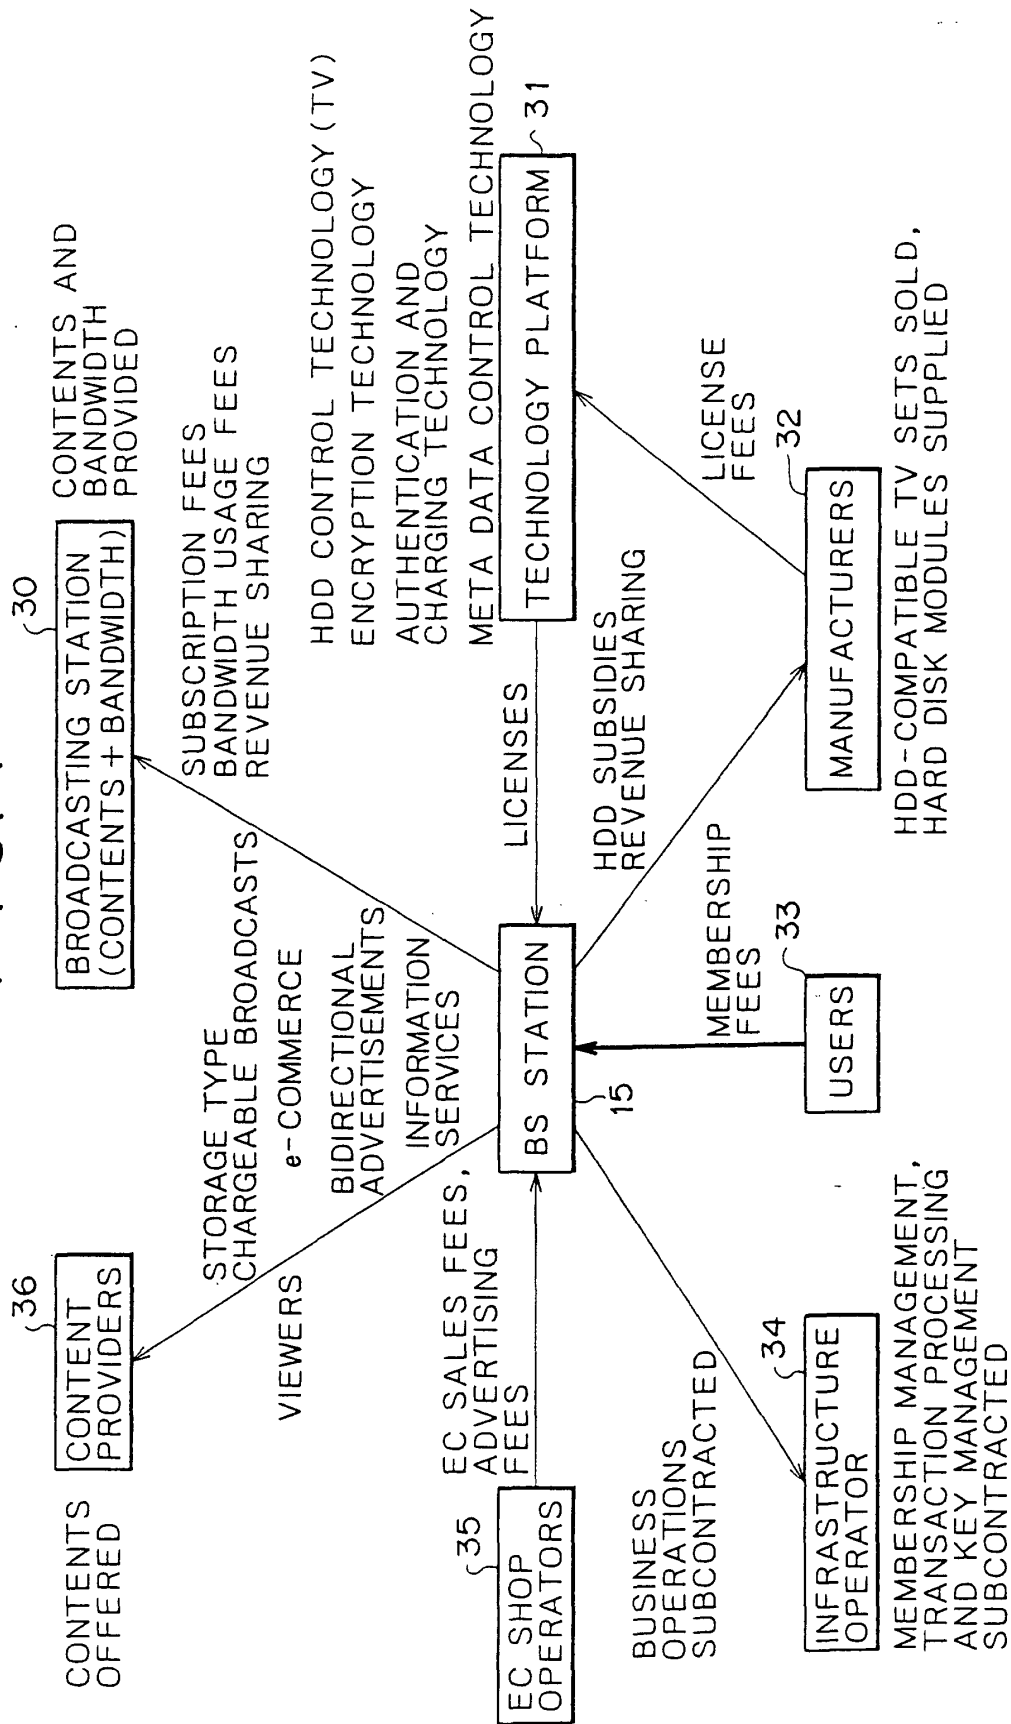 36
CONTENT
PROVIDERS
CONTENTS
OFFERED
30
BROADCASTING STATION
(CONTENTS + BANDWIDTH)
CONTENTS AND
BANDWIDTH
PROVIDED
STORAGE TYPE
CHARGEABLE BROADCASTS
e-COMMERCE
BIDIRECTIONAL
ADVERTISEMENTS
INFORMATION
SERVICES
VIEWERS
SUBSCRIPTION FEES
BANDWIDTH USAGE FEES
REVENUE SHARING
HDD CONTROL TECHNOLOGY (TV)
ENCRYPTION TECHNOLOGY
AUTHENTICATION AND
CHARGING TECHNOLOGY
META DATA CONTROL TECHNOLOGY
35
EC SHOP
OPERATORS
EC SALES FEES,
ADVERTISING
FEES
BS STATION
15
LICENSES
TECHNOLOGY PLATFORM
31
BUSINESS
OPERATIONS
SUBCONTRACTED
MEMBERSHIP
FEES
HDD SUBSIDIES
REVENUE SHARING
LICENSE
FEES
34
INFRASTRUCTURE
OPERATOR
MEMBERSHIP MANAGEMENT,
TRANSACTION PROCESSING
AND KEY MANAGEMENT
SUBCONTRACTED
33
USERS
32
MANUFACTURERS
HDD-COMPATIBLE TV SETS SOLD,
HARD DISK MODULES SUPPLIED